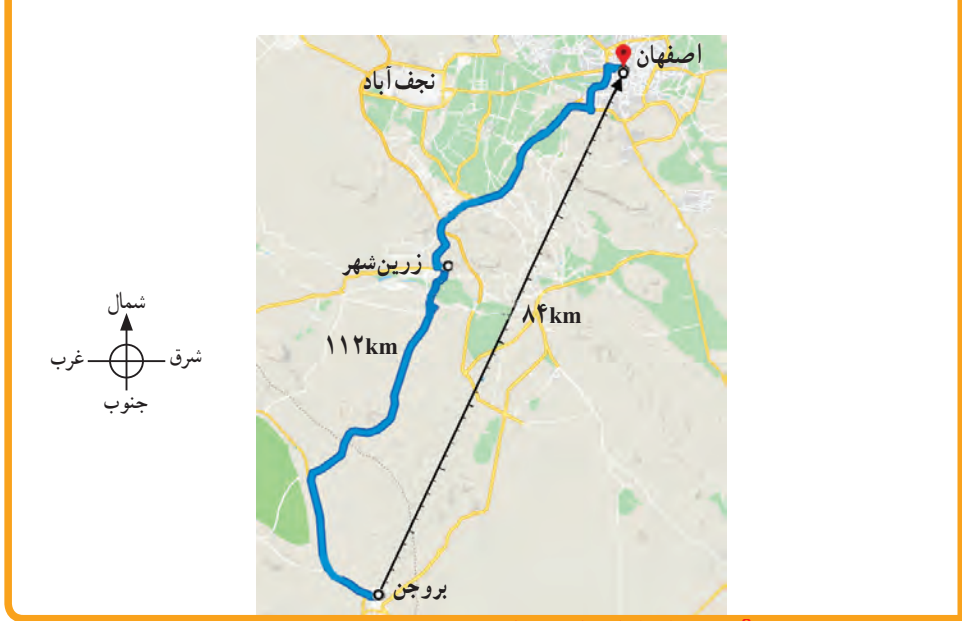 اصفهان
نجف‌آباد
زرین‌شهر
۸۴km
۱۱۲km
شمال
شرق
غرب
جنوب
بروجن